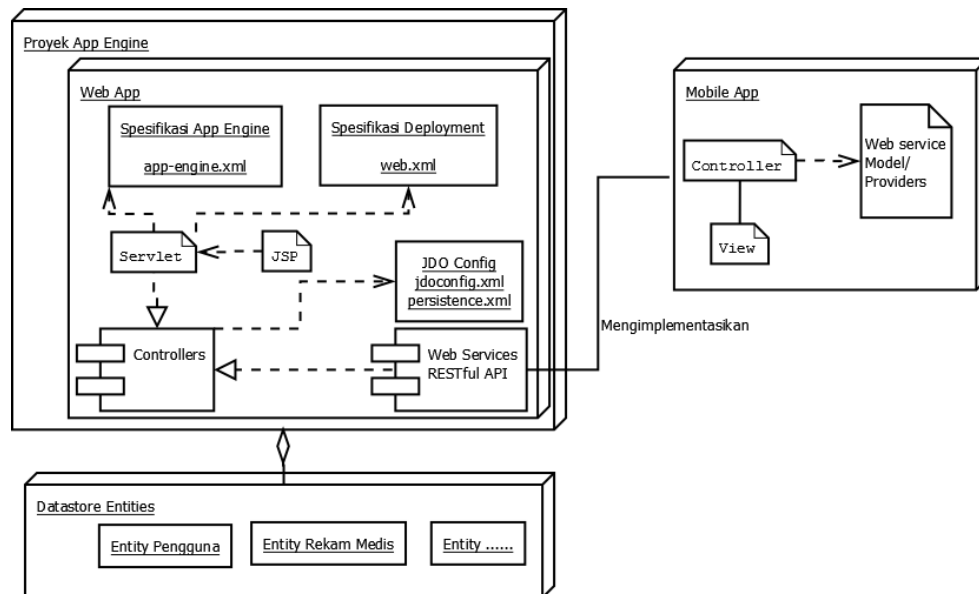 Proyek App Engine
Web App
Spesifikasi App Engine
app-engine.xml
Spesifikasi Deployment
web.xml
Servlet
JSP
JDO Config
jdoconfig.xml
persistence.xml
Controllers
Web Services
RESTful API
Mengimplementasikan
Mobile App
Controller
Web service
Model/
Providers
View
Datastore Entities
Entity Pengguna
Entity Rekam Medis
Entity ......